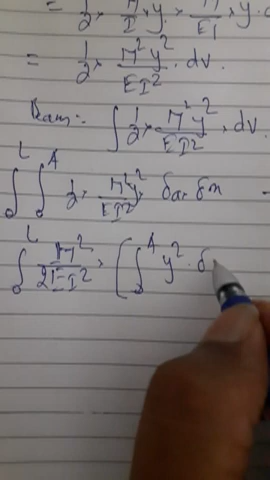 = 1/2 × M/I × y × M/EI × y ·
= 1/2 × M²y²/EI² · dv
∫ 1/2 × M²y²/EI² · dv
∫₀ᴸ ∫₀ᴬ 1/2 × M²y²/EI² · δa · δx
∫₀ᴸ M²/2EI² × (∫₀ᴬ y² · δ